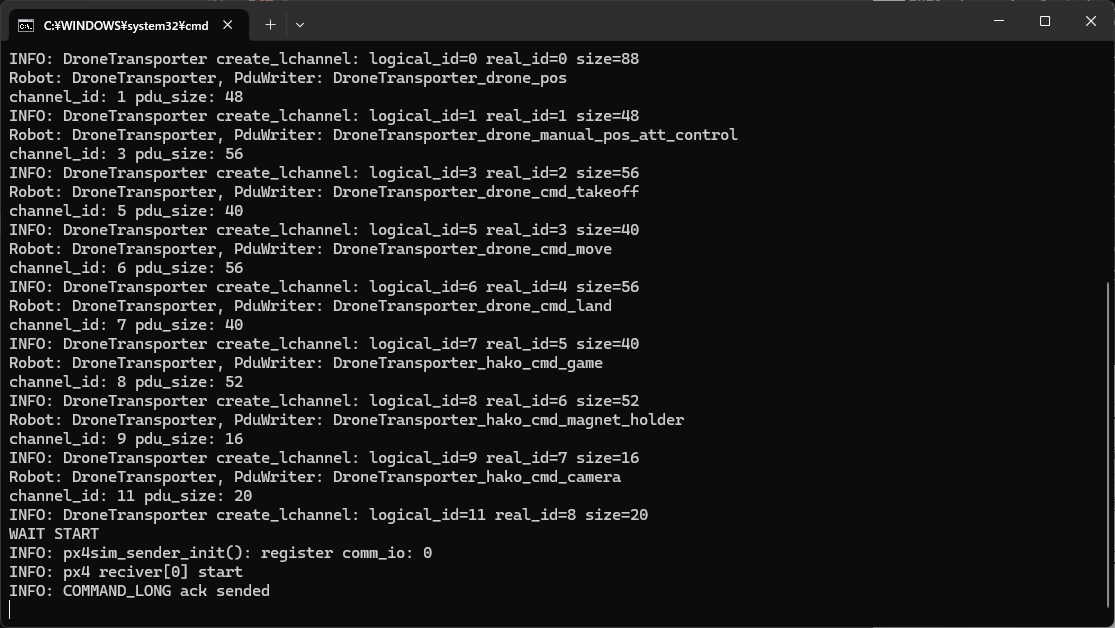 C:¥WINDOWS¥system32¥cmd
INFO: DroneTransporter create_lchannel: logical_id=0 real_id=0 size=88
Robot: DroneTransporter, PduWriter: DroneTransporter_drone_pos
channel_id: 1 pdu_size: 48
INFO: DroneTransporter create_lchannel: logical_id=1 real_id=1 size=48
Robot: DroneTransporter, PduWriter: DroneTransporter_drone_manual_pos_att_control
channel_id: 3 pdu_size: 56
INFO: DroneTransporter create_lchannel: logical_id=3 real_id=2 size=56
Robot: DroneTransporter, PduWriter: DroneTransporter_drone_cmd_takeoff
channel_id: 5 pdu_size: 40
INFO: DroneTransporter create_lchannel: logical_id=5 real_id=3 size=40
Robot: DroneTransporter, PduWriter: DroneTransporter_drone_cmd_move
channel_id: 6 pdu_size: 56
INFO: DroneTransporter create_lchannel: logical_id=6 real_id=4 size=56
Robot: DroneTransporter, PduWriter: DroneTransporter_drone_cmd_land
channel_id: 7 pdu_size: 40
INFO: DroneTransporter create_lchannel: logical_id=7 real_id=5 size=40
Robot: DroneTransporter, PduWriter: DroneTransporter_hako_cmd_game
channel_id: 8 pdu_size: 52
INFO: DroneTransporter create_lchannel: logical_id=8 real_id=6 size=52
Robot: DroneTransporter, PduWriter: DroneTransporter_hako_cmd_magnet_holder
channel_id: 9 pdu_size: 16
INFO: DroneTransporter create_lchannel: logical_id=9 real_id=7 size=16
Robot: DroneTransporter, PduWriter: DroneTransporter_hako_cmd_camera
channel_id: 11 pdu_size: 20
INFO: DroneTransporter create_lchannel: logical_id=11 real_id=8 size=20
WAIT START
INFO: px4sim_sender_init(): register comm_io: 0
INFO: px4 reciver[0] start
INFO: COMMAND_LONG ack sended